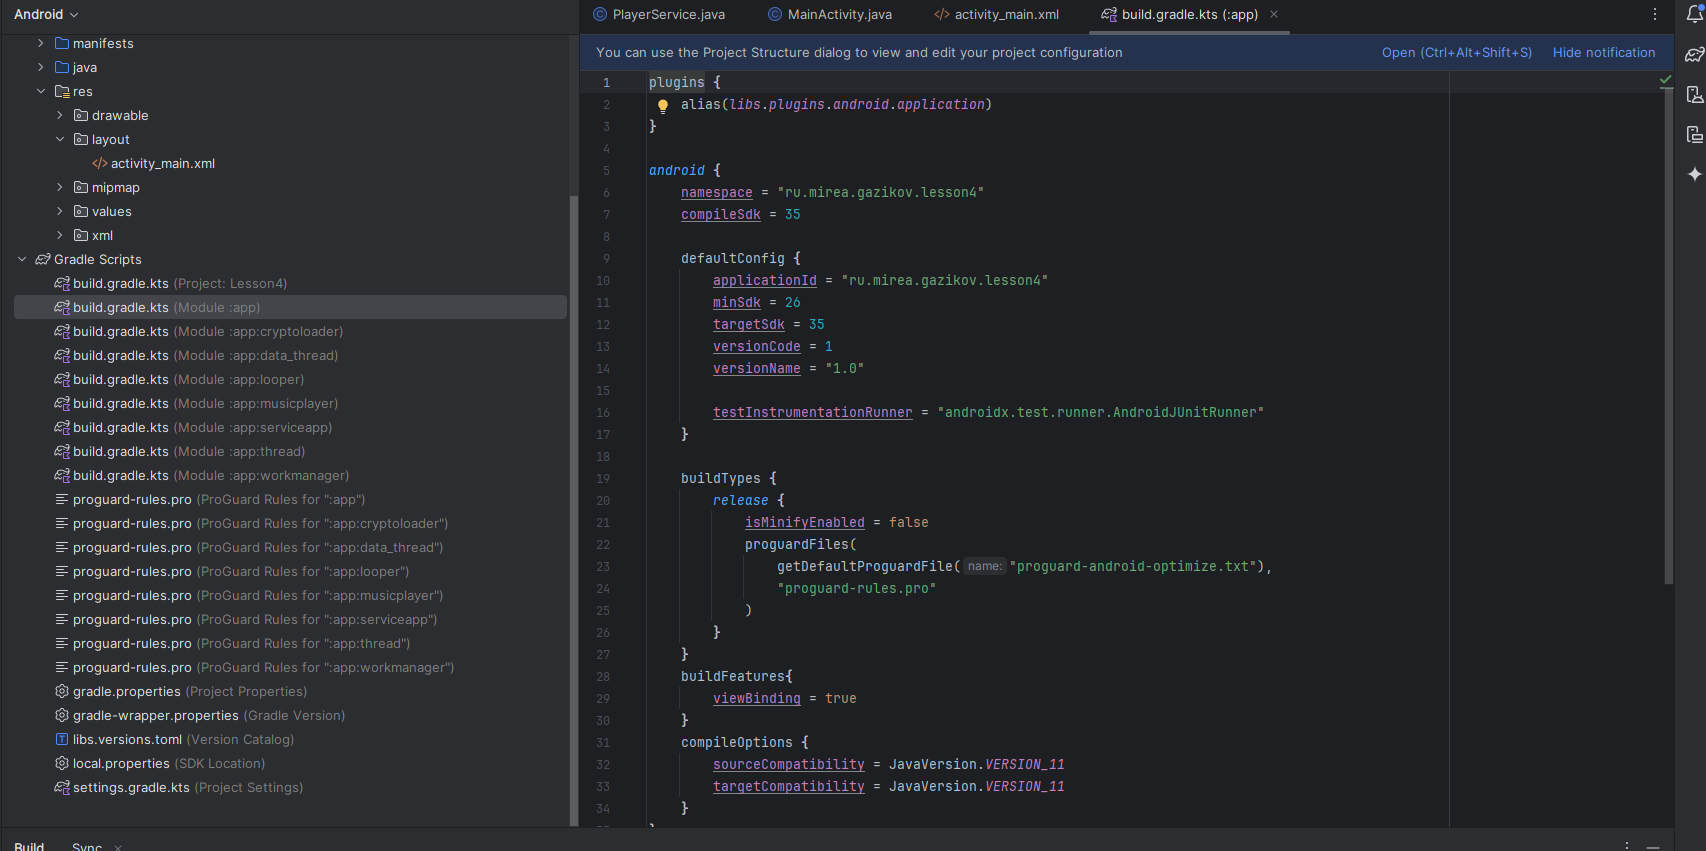 Android
manifests
java
res
drawable
layout
activity_main.xml
mipmap
values
xml
Gradle Scripts
build.gradle.kts (Project: Lesson4)
build.gradle.kts (Module :app)
build.gradle.kts (Module :app:cryptoloader)
build.gradle.kts (Module :app:data_thread)
build.gradle.kts (Module :app:looper)
build.gradle.kts (Module :app:musicplayer)
build.gradle.kts (Module :app:serviceapp)
build.gradle.kts (Module :app:thread)
build.gradle.kts (Module :app:workmanager)
proguard-rules.pro (ProGuard Rules for ":app")
proguard-rules.pro (ProGuard Rules for ":app:cryptoloader")
proguard-rules.pro (ProGuard Rules for ":app:data_thread")
proguard-rules.pro (ProGuard Rules for ":app:looper")
proguard-rules.pro (ProGuard Rules for ":app:musicplayer")
proguard-rules.pro (ProGuard Rules for ":app:serviceapp")
proguard-rules.pro (ProGuard Rules for ":app:thread")
proguard-rules.pro (ProGuard Rules for ":app:workmanager")
gradle.properties (Project Properties)
gradle-wrapper.properties (Gradle Version)
libs.versions.toml (Version Catalog)
local.properties (SDK Location)
settings.gradle.kts (Project Settings)
PlayerService.java MainActivity.java activity_main.xml build.gradle.kts (:app)
You can use the Project Structure dialog to view and edit your project configuration Open (Ctrl+Alt+Shift+S) Hide notification
1 plugins {
2 alias(libs.plugins.android.application)
3 }
4
5 android {
6 namespace = "ru.mirea.gazikov.lesson4"
7 compileSdk = 35
8
9 defaultConfig {
10 applicationId = "ru.mirea.gazikov.lesson4"
11 minSdk = 26
12 targetSdk = 35
13 versionCode = 1
14 versionName = "1.0"
15
16 testInstrumentationRunner = "androidx.test.runner.AndroidJUnitRunner"
17 }
18
19 buildTypes {
20 release {
21 isMinifyEnabled = false
22 proguardFiles(
23 getDefaultProguardFile( name: "proguard-android-optimize.txt"),
24 "proguard-rules.pro"
25 )
26 }
27 }
28 buildFeatures{
29 viewBinding = true
30 }
31 compileOptions {
32 sourceCompatibility = JavaVersion.VERSION_11
33 targetCompatibility = JavaVersion.VERSION_11
34 }
Build Sync